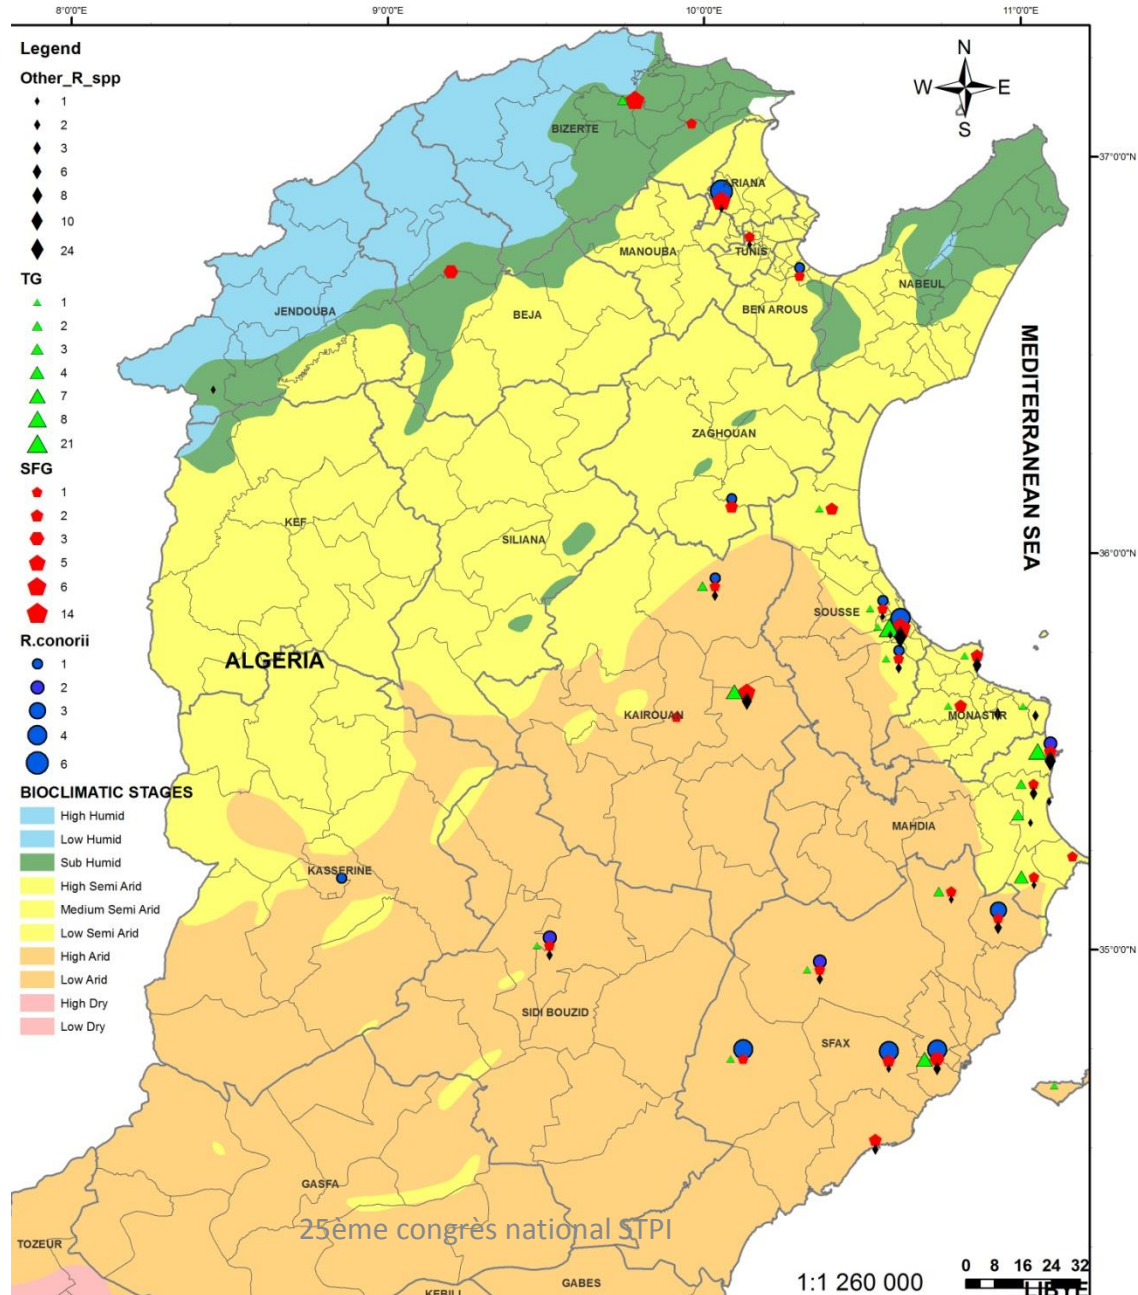 8°0'0"E
9°0'0"E
10°0'0"E
11°0'0"E
Legend
Other_R_spp
1
2
3
6
8
10
24
TG
1
2
3
4
7
8
21
SFG
1
2
3
5
6
14
R.conorii
1
2
3
4
6
BIOCLIMATIC STAGES
High Humid
Low Humid
Sub Humid
High Semi Arid
Medium Semi Arid
Low Semi Arid
High Arid
Low Arid
High Dry
Low Dry
N
W
E
S
37°0'0"N
36°0'0"N
35°0'0"N
BIZERTE
ARIANA
MANOUBA
TUNIS
NABEUL
BEN AROUS
JENDOUBA
BEJA
ZAGHOUAN
KEF
SILIANA
SOUSSE
ALGERIA
KAIROUAN
MONASTIR
MAHDIA
KASSERINE
SIDI BOUZID
SFAX
GASFA
TOZEUR
KEBILI
GABES
MEDITERRANEAN SEA
25ème congrès national STPI
1:1 260 000
0 8 16 24 32
LIBYE